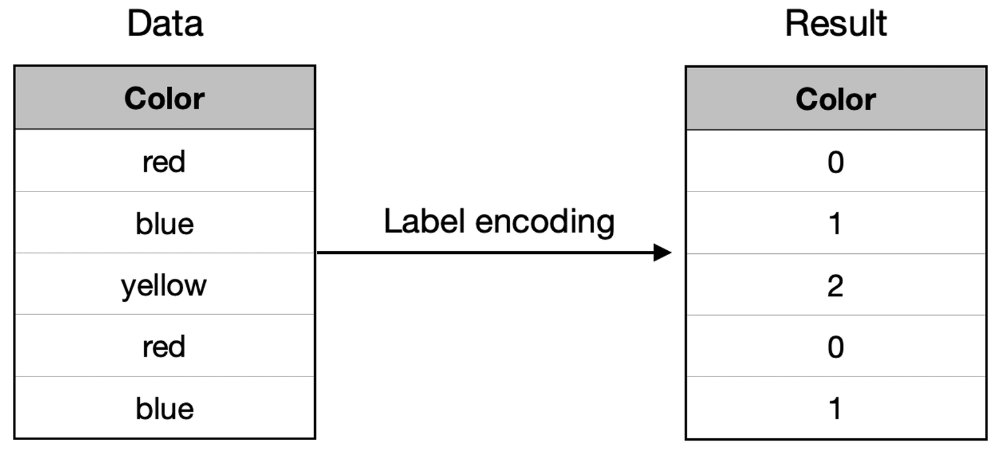 Data
Result
Color
Color
red
0
blue
1
Label encoding
yellow
2
red
0
blue
1